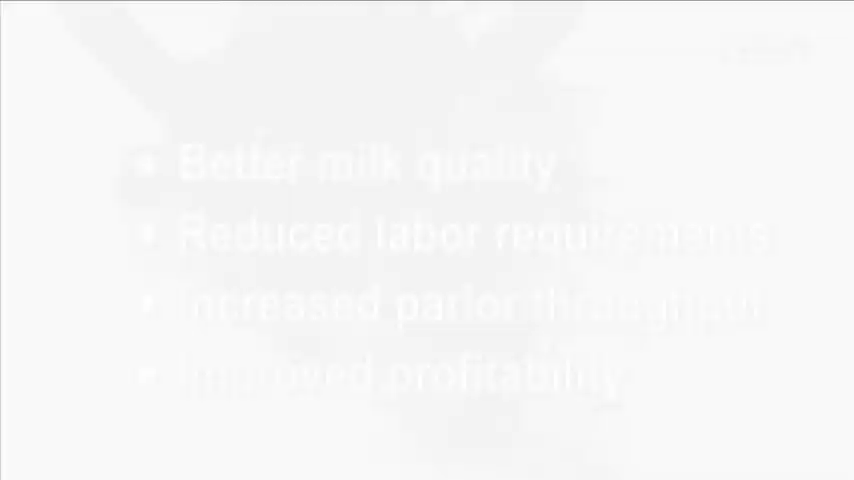 • Better milk quality
• Reduced labor requirements
• Increased parlor throughput
• Improved profitability